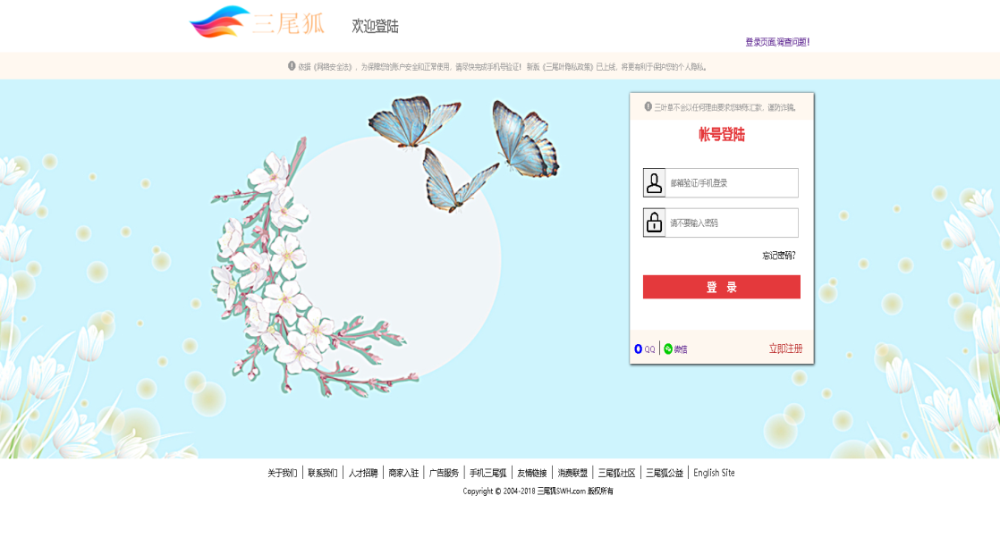 三尾狐
欢迎登陆
登录页面,调查问题!
依据《网络安全法》，为保障您的账户安全和正常使用，请尽快完成手机号验证! 新版《三尾叶隐私政策》已上线，将更有利于保护您的个人隐私。
三叶草不会以任何理由要求您转账汇款，谨防诈骗。
帐号登陆
邮箱验证/手机登录
请不要输入密码
忘记密码?
登 录
QQ 微信 立即注册
关于我们 联系我们 人才招聘 商家入驻 广告服务 手机三尾狐 友情链接 消费联盟 三尾狐社区 三尾狐公益 English Site
Copyright © 2004-2018 三尾狐SWH.com 版权所有